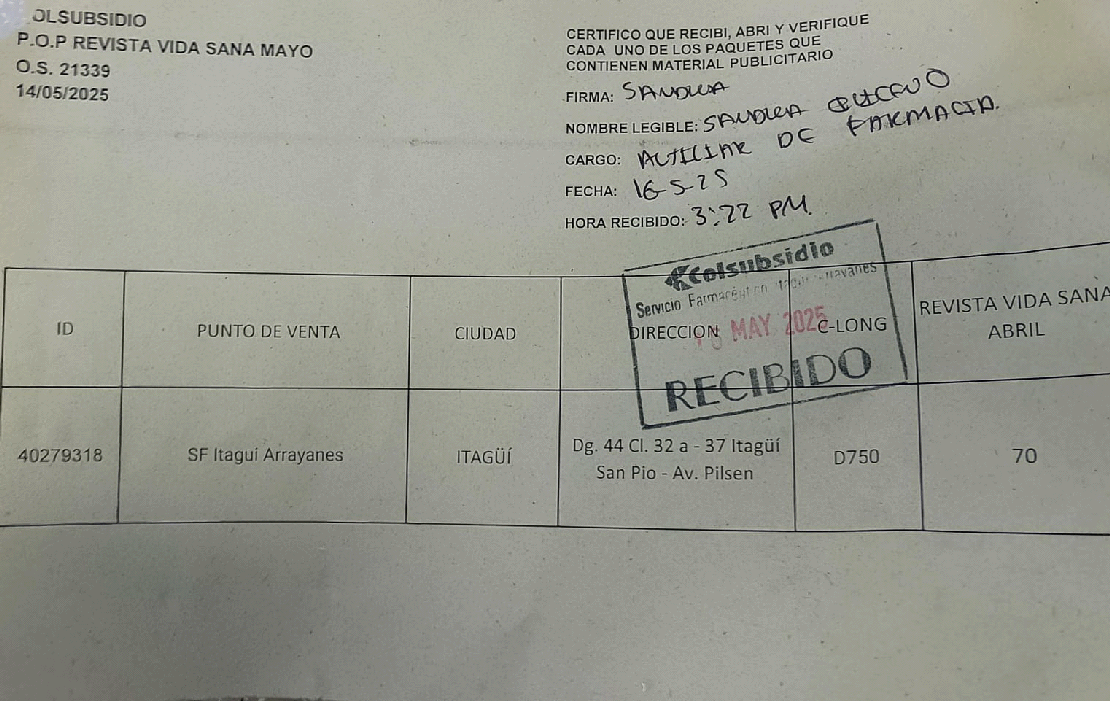 OLSUBSIDIO
P.O.P REVISTA VIDA SANA MAYO
O.S. 21339
14/05/2025
CERTIFICO QUE RECIBI, ABRI Y VERIFIQUE
CADA UNO DE LOS PAQUETES QUE
CONTIENEN MATERIAL PUBLICITARIO
FIRMA: SANDRA
NOMBRE LEGIBLE: SANDRA QUICENO
CARGO: AUXILIAR DE FARMACIA.
FECHA: 16-5-25
HORA RECIBIDO: 3:22 PM.
Colsubsidio
Servicio Farmacéutico
MAY 2025
RECIBIDO
ID
PUNTO DE VENTA
CIUDAD
DIRECCION
C-LONG
REVISTA VIDA SANA
ABRIL
40279318
SF Itagui Arrayanes
ITAGÜÍ
Dg. 44 Cl. 32 a - 37 Itagüí
San Pio - Av. Pilsen
D750
70